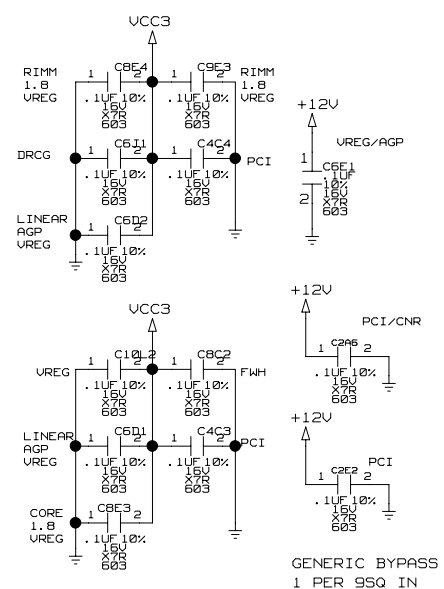 VCC3
RIMM
1.8
VREG
1 C8E4 2
.1UF 10%
16V
X7R
603
1 C9E3 2
.1UF 10%
16V
X7R
603
RIMM
1.8
VREG
DRCG
1 C6J1 2
.1UF 10%
16V
X7R
603
1 C4C4 2
.1UF 10%
16V
X7R
603
PCI
LINEAR
AGP
VREG
1 C6D2 2
.1UF 10%
16V
X7R
603
+12V
VREG/AGP
1
C6E1
.1UF
10%
16V
X7R
603
2
VCC3
VREG
1 C10L2 2
.1UF 10%
16V
X7R
603
1 C8C2 2
.1UF 10%
16V
X7R
603
FWH
LINEAR
AGP
VREG
1 C6D1 2
.1UF 10%
16V
X7R
603
1 C4C3 2
.1UF 10%
16V
X7R
603
PCI
CORE
1.8
VREG
1 C8E3 2
.1UF 10%
16V
X7R
603
+12V
PCI/CNR
1 C2A6 2
.1UF 10%
16V
X7R
603
+12V
PCI
1 C2E2 2
.1UF 10%
16V
X7R
603
GENERIC BYPASS
1 PER 9SQ IN